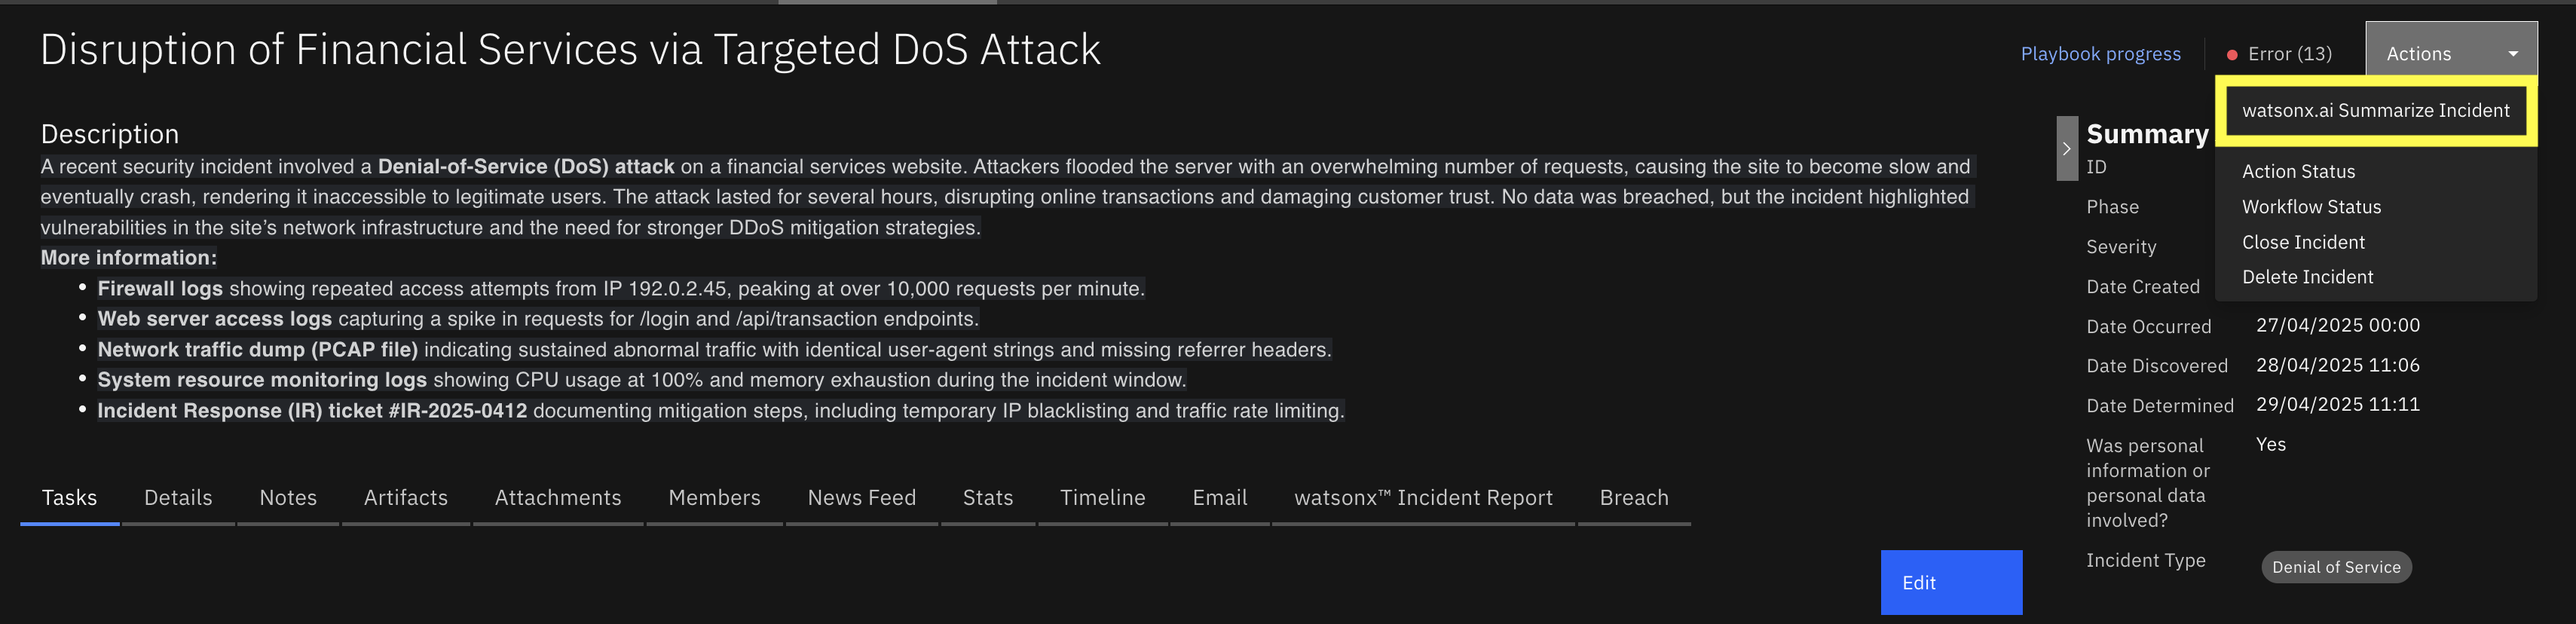 Disruption of Financial Services via Targeted DoS Attack
Playbook progress
Error (13)
Actions
watsonx.ai Summarize Incident
Action Status
Workflow Status
Close Incident
Delete Incident
Description
A recent security incident involved a Denial-of-Service (DoS) attack on a financial services website. Attackers flooded the server with an overwhelming number of requests, causing the site to become slow and
eventually crash, rendering it inaccessible to legitimate users. The attack lasted for several hours, disrupting online transactions and damaging customer trust. No data was breached, but the incident highlighted
vulnerabilities in the site’s network infrastructure and the need for stronger DDoS mitigation strategies.
More information:
• Firewall logs showing repeated access attempts from IP 192.0.2.45, peaking at over 10,000 requests per minute.
• Web server access logs capturing a spike in requests for /login and /api/transaction endpoints.
• Network traffic dump (PCAP file) indicating sustained abnormal traffic with identical user-agent strings and missing referrer headers.
• System resource monitoring logs showing CPU usage at 100% and memory exhaustion during the incident window.
• Incident Response (IR) ticket #IR-2025-0412 documenting mitigation steps, including temporary IP blacklisting and traffic rate limiting.
Summary
ID
Phase
Severity
Date Created
Date Occurred 27/04/2025 00:00
Date Discovered 28/04/2025 11:06
Date Determined 29/04/2025 11:11
Was personal Yes
information or
personal data
involved?
Incident Type Denial of Service
Tasks Details Notes Artifacts Attachments Members News Feed Stats Timeline Email watsonx™ Incident Report Breach
Edit